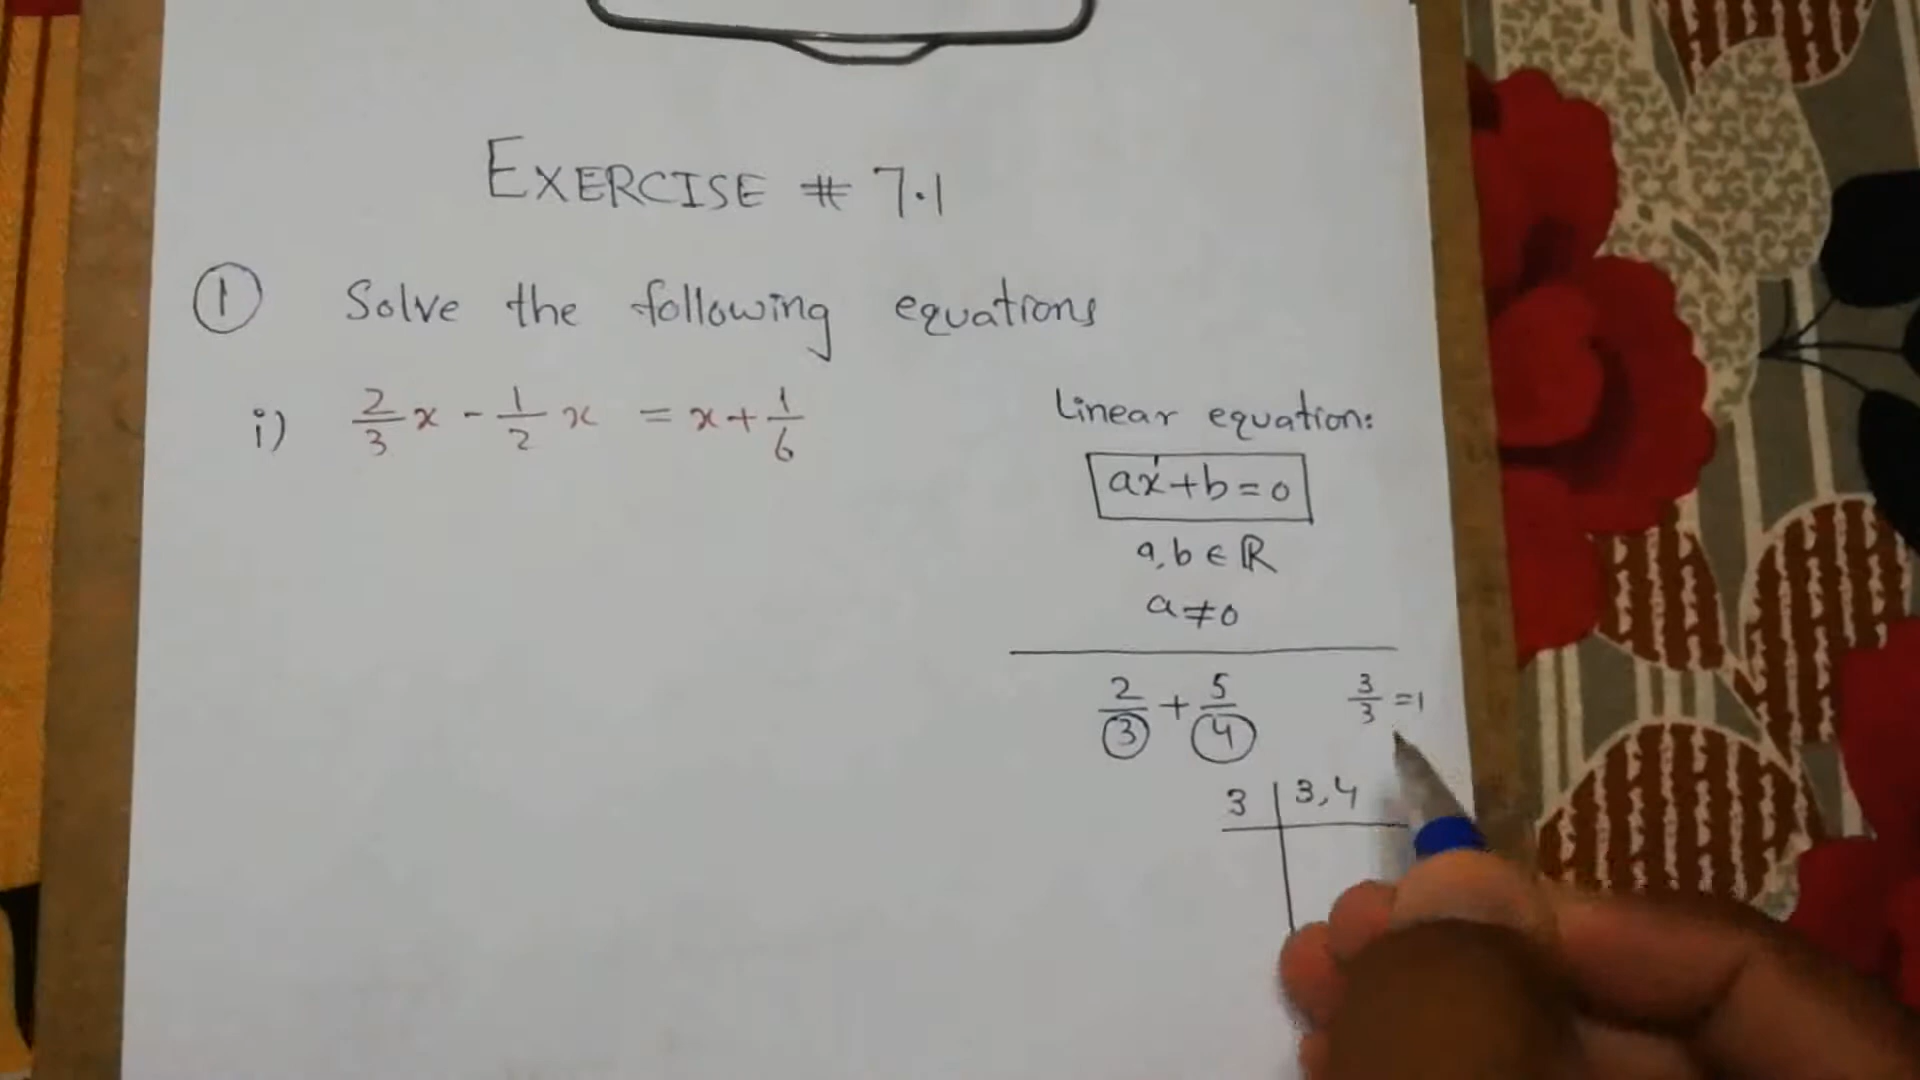 EXERCISE # 7.1
① Solve the following equations
i) 2/3 x - 1/2 x = x + 1/6
Linear equation:
ax¹+b=0
a,b ∈ ℝ
a≠0
2/3 + 5/4
3/3 = 1
3 | 3,4